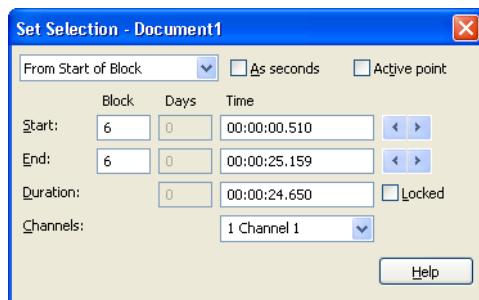 Set Selection - Document1
From Start of Block As seconds Active point
Block Days Time
Start: 6 0 00:00:00.510
End: 6 0 00:00:25.159
Duration: 0 00:00:24.650 Locked
Channels: 1 Channel 1
Help